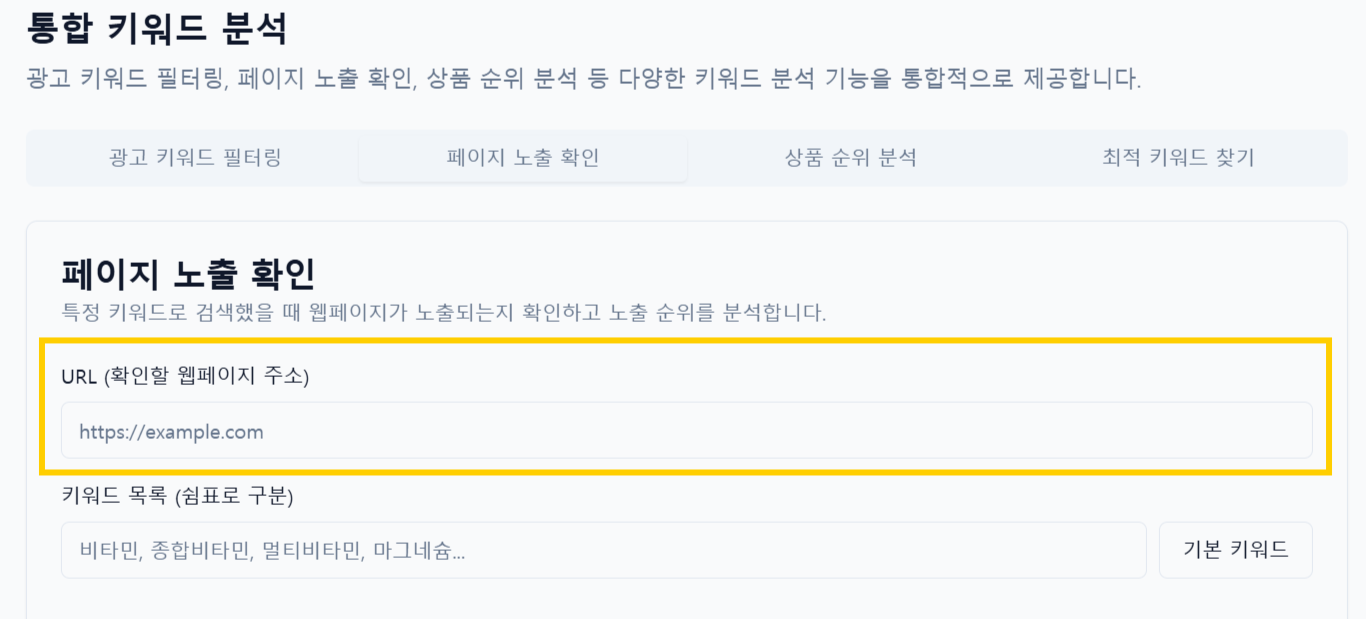 통합 키워드 분석
광고 키워드 필터링, 페이지 노출 확인, 상품 순위 분석 등 다양한 키워드 분석 기능을 통합적으로 제공합니다.
광고 키워드 필터링
페이지 노출 확인
상품 순위 분석
최적 키워드 찾기
페이지 노출 확인
특정 키워드로 검색했을 때 웹페이지가 노출되는지 확인하고 노출 순위를 분석합니다.
URL (확인할 웹페이지 주소)
https://example.com
키워드 목록 (쉼표로 구분)
비타민, 종합비타민, 멀티비타민, 마그네슘...
기본 키워드